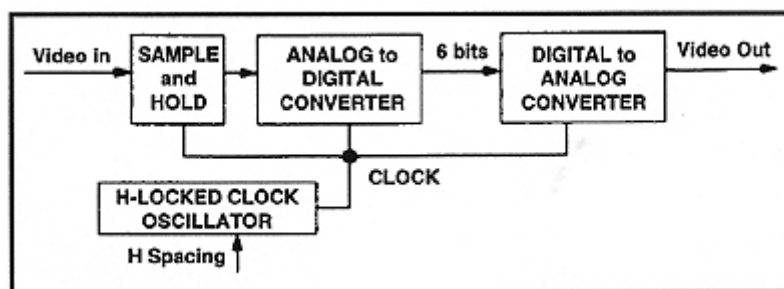 Video in
SAMPLE
and
HOLD
ANALOG to
DIGITAL
CONVERTER
6 bits
DIGITAL to
ANALOG
CONVERTER
Video Out
CLOCK
H-LOCKED CLOCK
OSCILLATOR
H Spacing